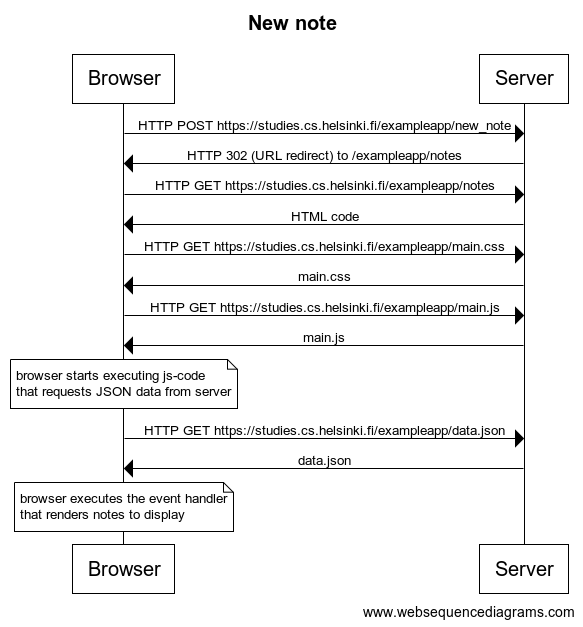 New note
Browser
Server
HTTP POST https://studies.cs.helsinki.fi/exampleapp/new_note
HTTP 302 (URL redirect) to /exampleapp/notes
HTTP GET https://studies.cs.helsinki.fi/exampleapp/notes
HTML code
HTTP GET https://studies.cs.helsinki.fi/exampleapp/main.css
main.css
HTTP GET https://studies.cs.helsinki.fi/exampleapp/main.js
main.js
browser starts executing js-code
that requests JSON data from server
HTTP GET https://studies.cs.helsinki.fi/exampleapp/data.json
data.json
browser executes the event handler
that renders notes to display
Browser
Server
www.websequencediagrams.com